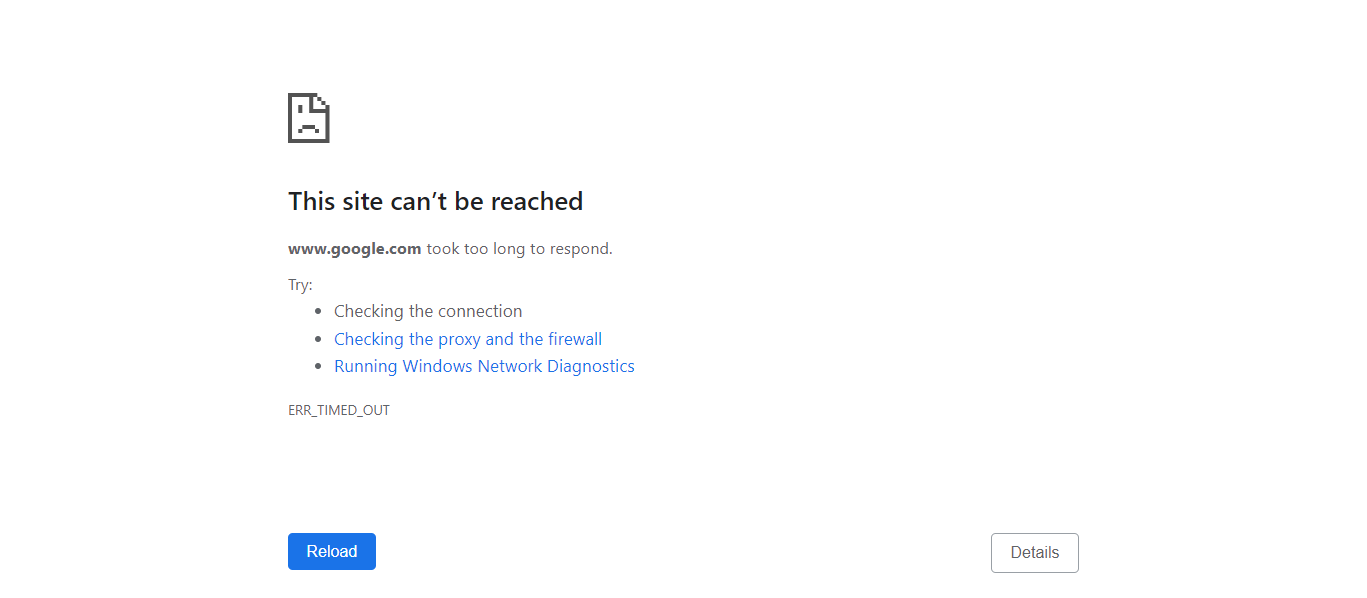 This site can’t be reached
www.google.com took too long to respond.
Try:
Checking the connection
Checking the proxy and the firewall
Running Windows Network Diagnostics
ERR_TIMED_OUT
Reload
Details